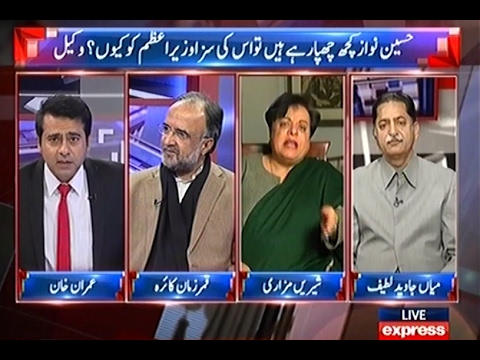 حسین نواز کچھ چھپا رہے ہیں تو اس کی سزا وزیراعظم کو کیوں؟ وکیل
عمران خان
قمر زمان کائرہ
شیریں مزاری
میاں جاوید لطیف
LIVE
express